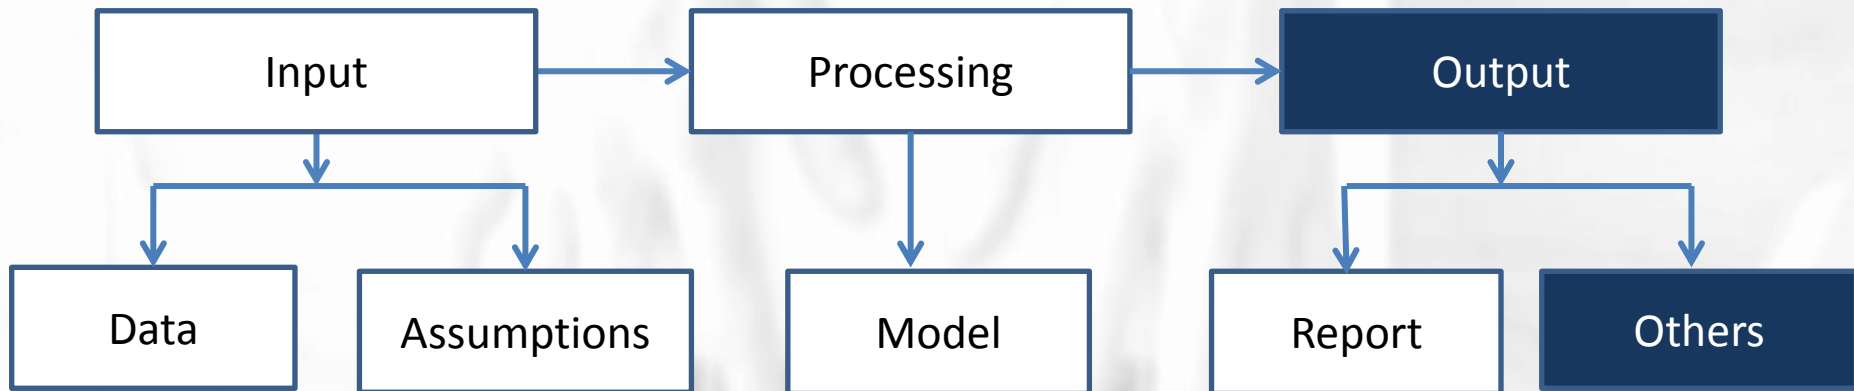 Input
Processing
Output
Data
Assumptions
Model
Report
Others